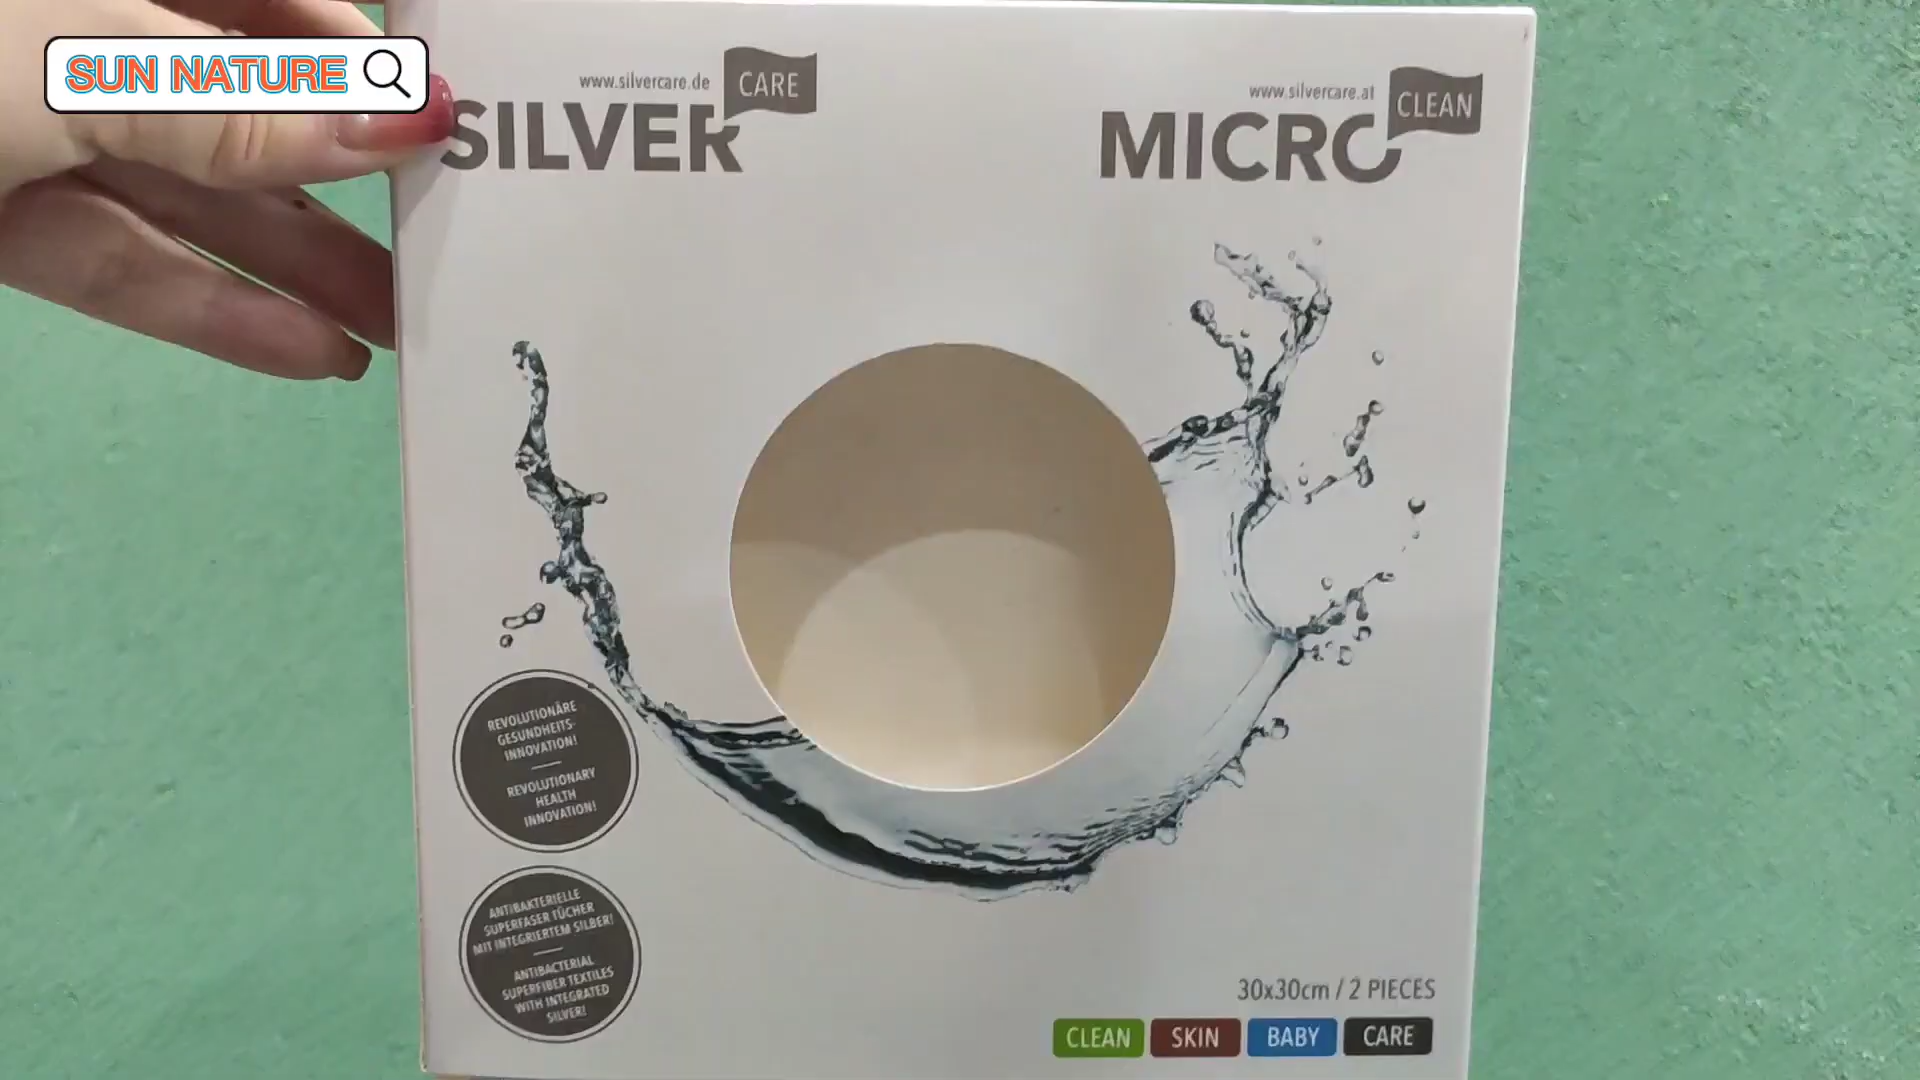 SUN NATURE
www.silvercare.de
CARE
SILVER
www.silvercare.at
CLEAN
MICRO
REVOLUTIONÄRE
GESUNDHEITS-
INNOVATION!
REVOLUTIONARY
HEALTH
INNOVATION!
ANTIBAKTERIELLE
SUPERFASER TÜCHER
MIT INTEGRIERTEM SILBER!
ANTIBACTERIAL
SUPERFIBER TEXTILES
WITH INTEGRATED
SILVER!
30x30cm / 2 PIECES
CLEAN SKIN BABY CARE